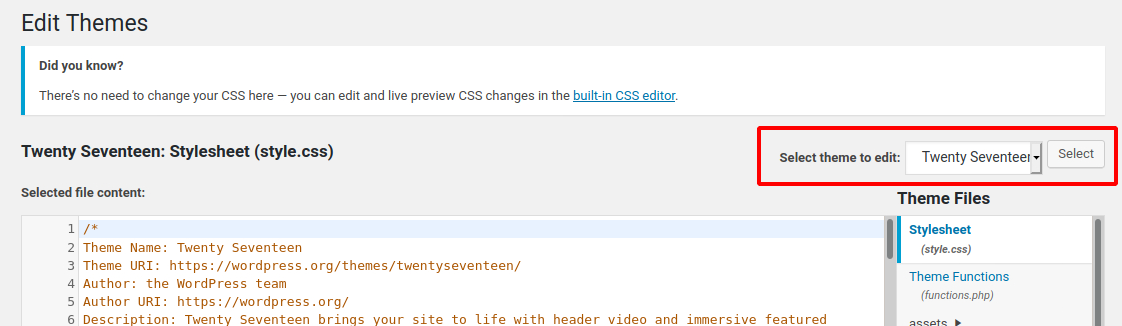 Edit Themes
Did you know?
There's no need to change your CSS here — you can edit and live preview CSS changes in the built-in CSS editor.
Twenty Seventeen: Stylesheet (style.css)
Select theme to edit: Twenty Seventeen Select
Selected file content:
Theme Files
1 /*
2 Theme Name: Twenty Seventeen
3 Theme URI: https://wordpress.org/themes/twentyseventeen/
4 Author: the WordPress team
5 Author URI: https://wordpress.org/
6 Description: Twenty Seventeen brings your site to life with header video and immersive featured
Stylesheet
(style.css)
Theme Functions
(functions.php)
assets